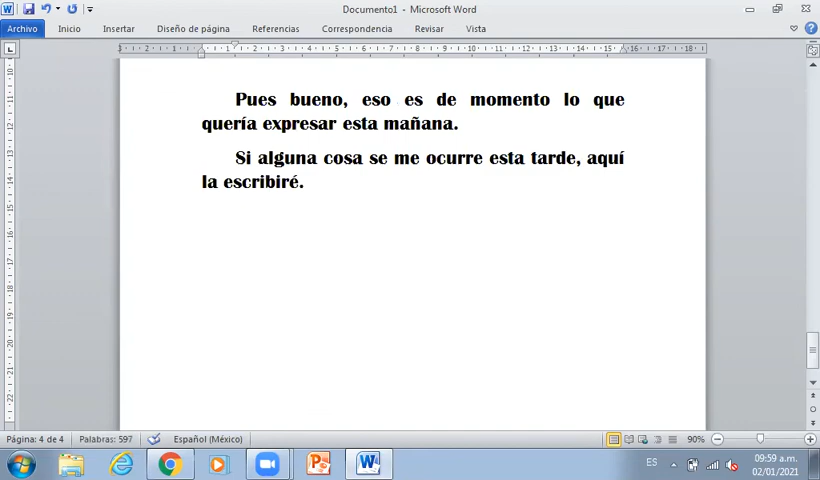 Documento1 - Microsoft Word
Archivo Inicio Insertar Diseño de página Referencias Correspondencia Revisar Vista
Pues bueno, eso es de momento lo que
quería expresar esta mañana.
Si alguna cosa se me ocurre esta tarde, aquí
la escribiré.
Página: 4 de 4 Palabras: 597 Español (México) 90%
ES 09:59 a.m.
02/01/2021